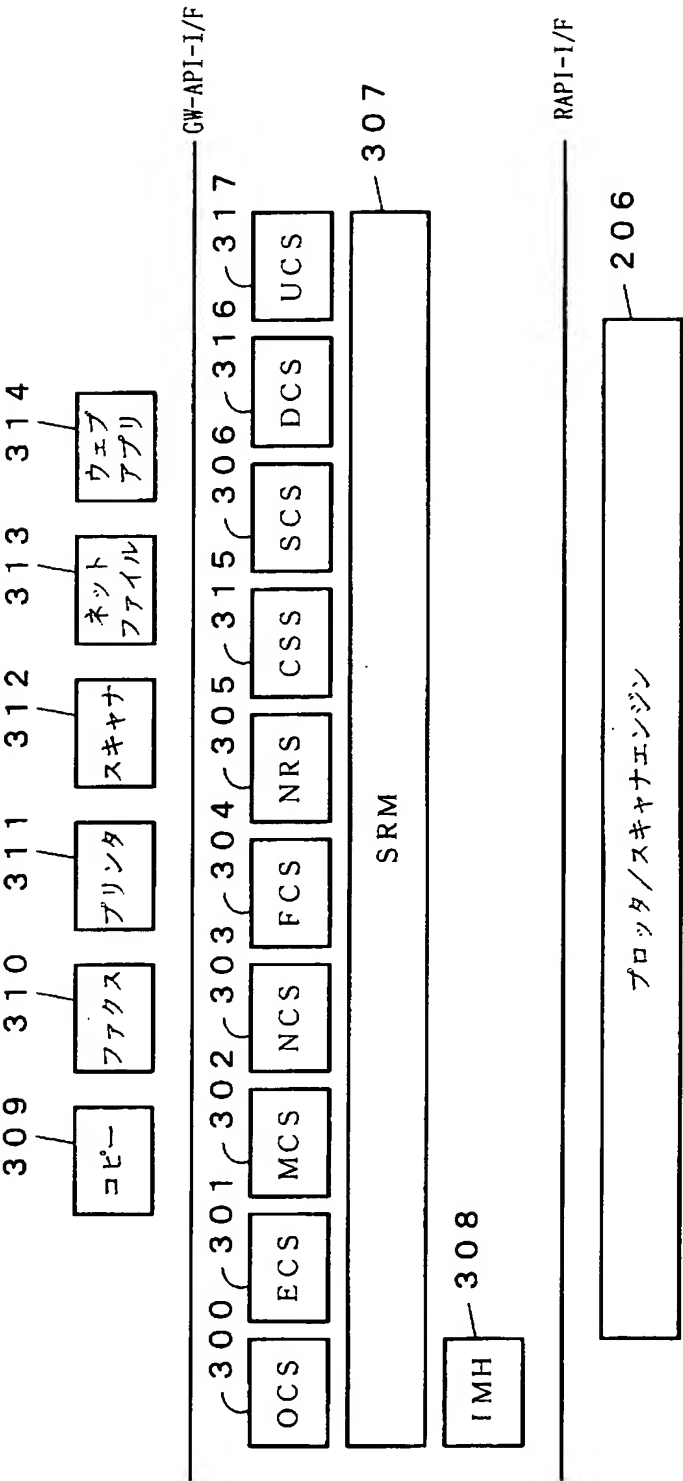 309 310 311 312 313 314
コピー
ファクス
プリンタ
スキャナ
ネット
ファイル
ウェブ
アプリ
GW-API-I/F
300 301 302 303 304 305 315 306 316 317
OCS ECS MCS NCS FCS NRS CSS SCS DCS UCS
SRM
307
IMH
308
RAPI-I/F
プロッタ/スキャナエンジン
206